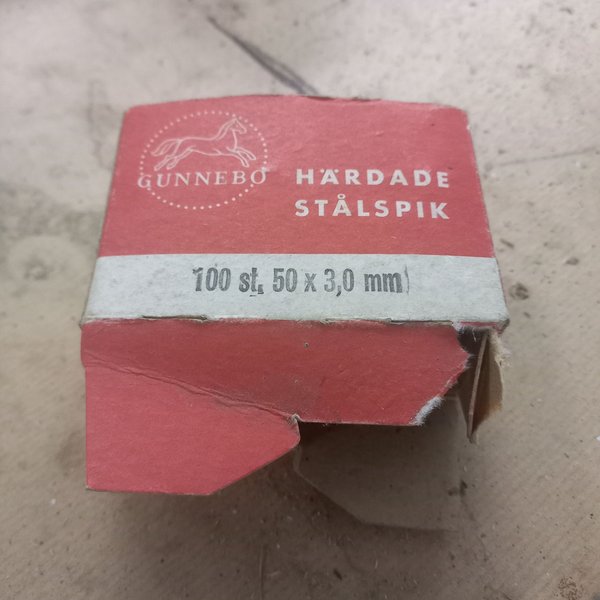 GUNNEBO
HÄRDADE
STÅLSPIK
100 st. 50 x 3,0 mm